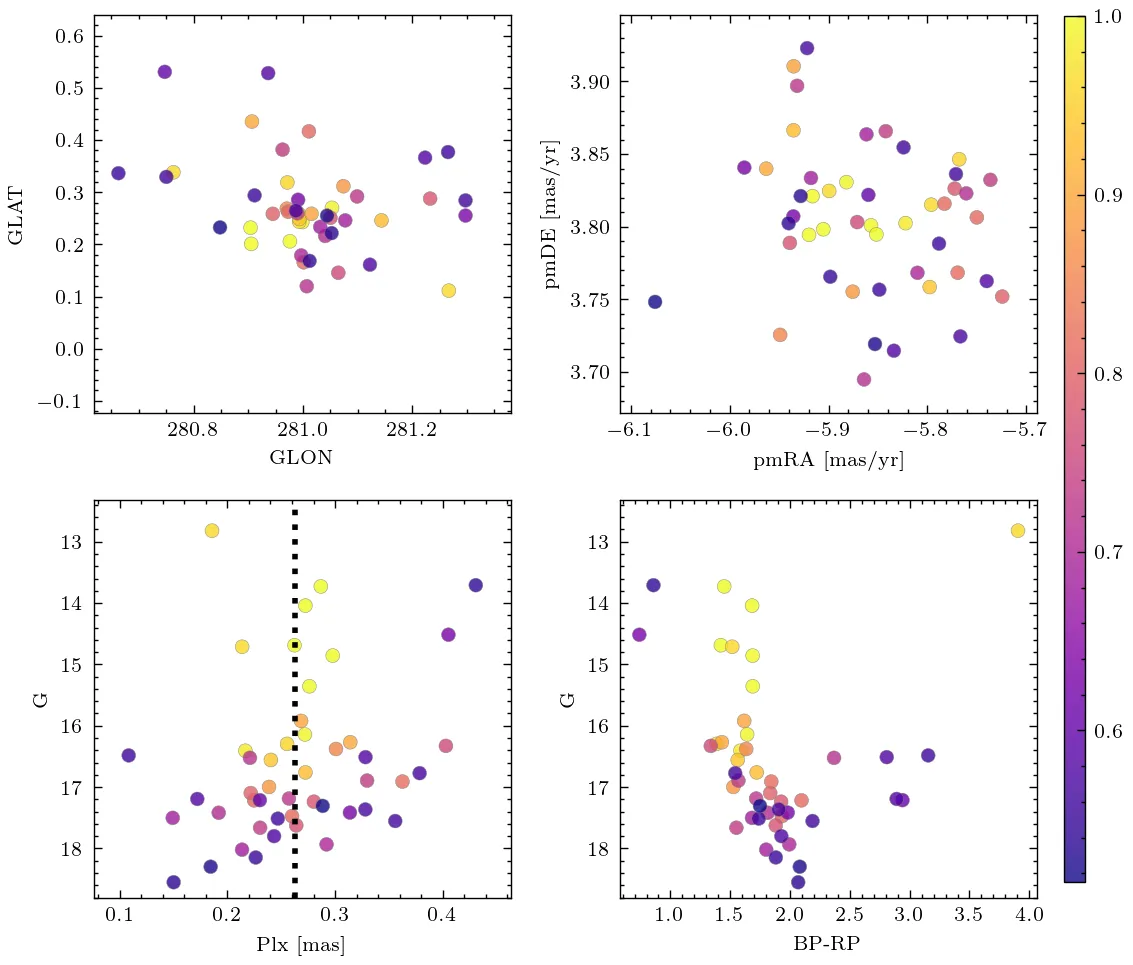 0.6
0.5
0.4
0.3
0.2
0.1
0.0
−0.1
GLAT
280.8 281.0 281.2
GLON
3.90
3.85
3.80
3.75
3.70
pmDE [mas/yr]
−6.1 −6.0 −5.9 −5.8 −5.7
pmRA [mas/yr]
1.0
0.9
0.8
0.7
0.6
13
14
15
16
17
18
G
0.1 0.2 0.3 0.4
Plx [mas]
13
14
15
16
17
18
G
1.0 1.5 2.0 2.5 3.0 3.5 4.0
BP-RP